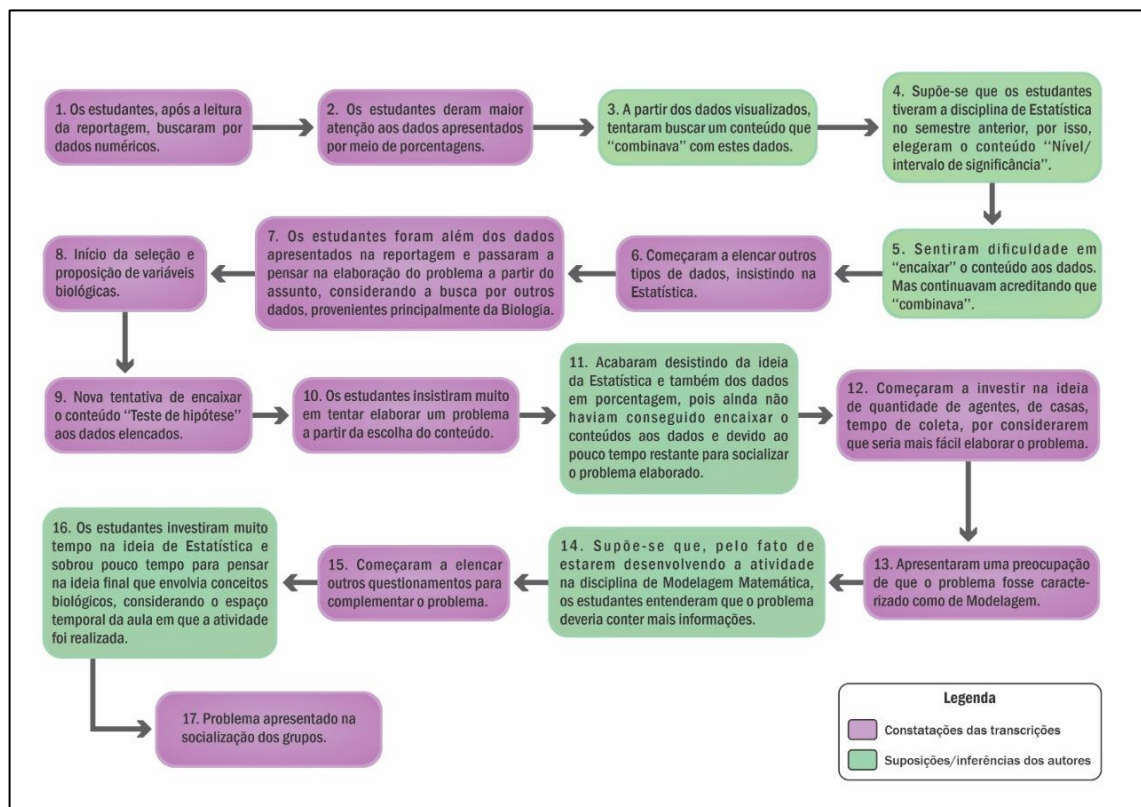 1. Os estudantes, após a leitura
da reportagem, buscaram por
dados numéricos.
2. Os estudantes deram maior
atenção aos dados apresentados
por meio de porcentagens.
3. A partir dos dados visualizados,
tentaram buscar um conteúdo que
“combinava” com estes dados.
4. Supõe-se que os estudantes
tiveram a disciplina de Estatística
no semestre anterior, por isso,
elegeram o conteúdo “Nível/
intervalo de significância”.
5. Sentiram dificuldade em
“encaixar” o conteúdo aos dados.
Mas continuavam acreditando que
“combinava”.
6. Começaram a elencar outros
tipos de dados, insistindo na
Estatística.
7. Os estudantes foram além dos dados
apresentados na reportagem e passaram a
pensar na elaboração do problema a partir do
assunto, considerando a busca por outros
dados, provenientes principalmente da Biologia.
8. Início da seleção e
proposição de variáveis
biológicas.
9. Nova tentativa de encaixar
o conteúdo “Teste de hipótese”
aos dados elencados.
10. Os estudantes insistiram muito
em tentar elaborar um problema
a partir da escolha do conteúdo.
11. Acabaram desistindo da ideia
da Estatística e também dos dados
em porcentagem, pois ainda não
haviam conseguido encaixar o
conteúdos aos dados e devido ao
pouco tempo restante para socializar
o problema elaborado.
12. Começaram a investir na ideia
de quantidade de agentes, de casas,
tempo de coleta, por considerarem
que seria mais fácil elaborar o problema.
13. Apresentaram uma preocupação
de que o problema fosse caracte-
rizado como de Modelagem.
14. Supõe-se que, pelo fato de
estarem desenvolvendo a atividade
na disciplina de Modelagem Matemática,
os estudantes entenderam que o problema
deveria conter mais informações.
15. Começaram a elencar
outros questionamentos para
complementar o problema.
16. Os estudantes investiram muito
tempo na ideia de Estatística e
sobrou pouco tempo para pensar
na ideia final que envolvia conceitos
biológicos, considerando o espaço
temporal da aula em que a atividade
foi realizada.
17. Problema apresentado na
socialização dos grupos.
Legenda
Constatações das transcrições
Suposições/inferências dos autores